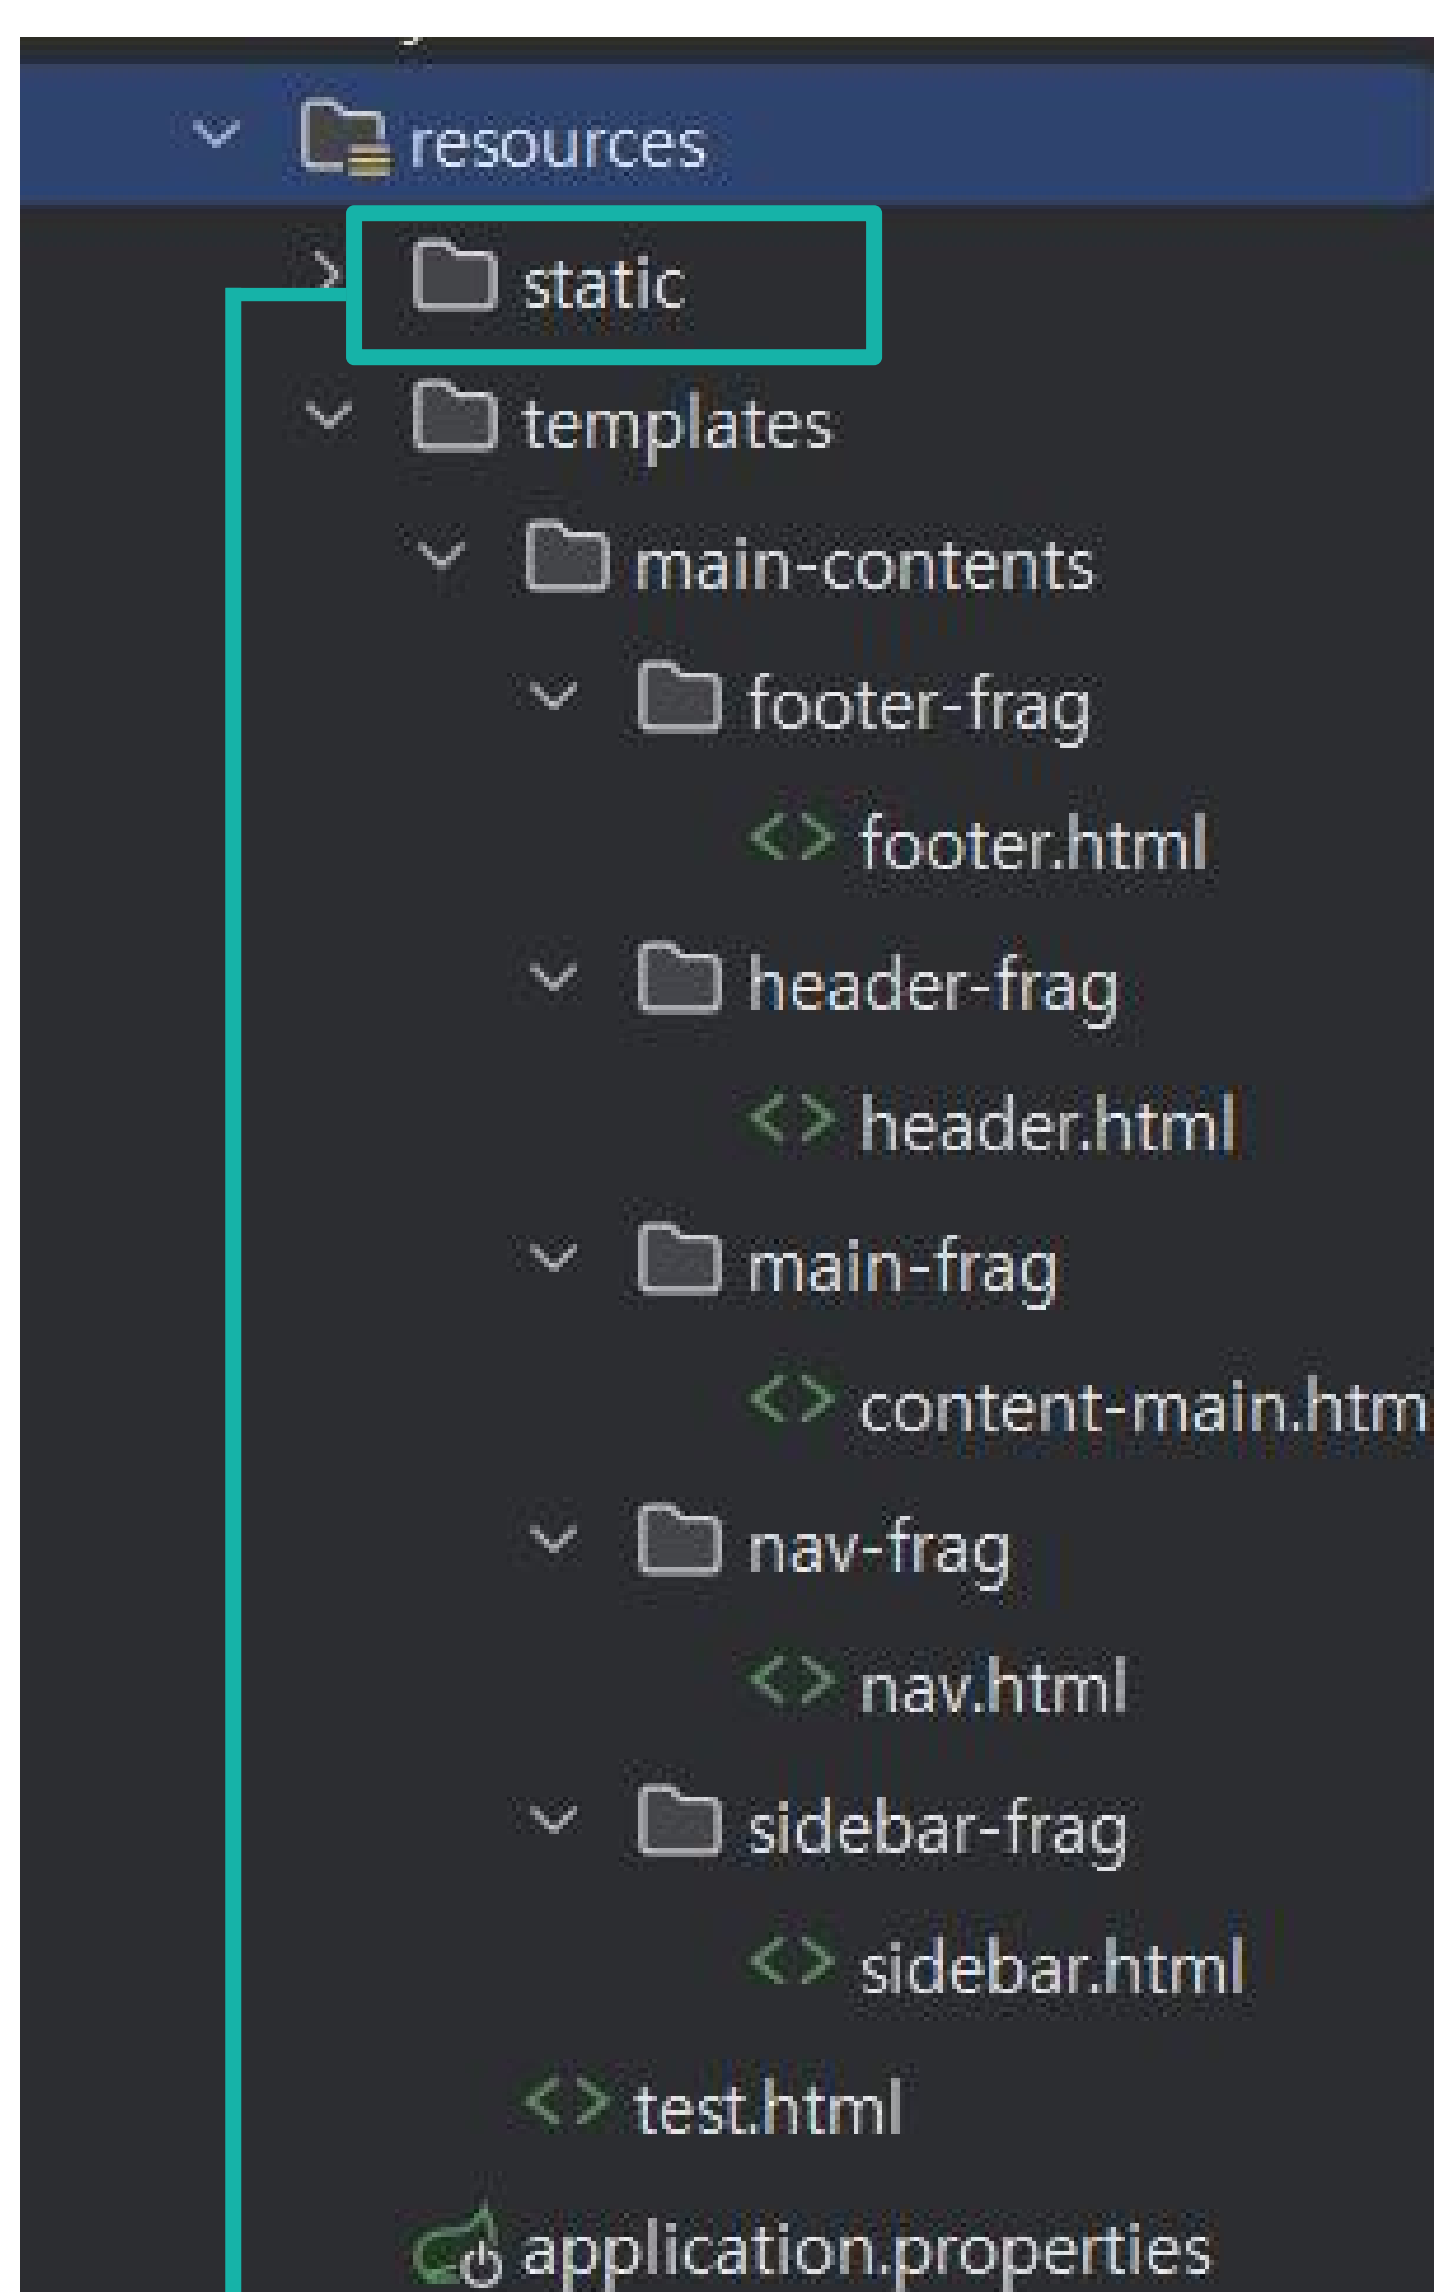 resources
static
templates
main-contents
footer-frag
footer.html
header-frag
header.html
main-frag
content-main.htm
nav-frag
nav.html
sidebar-frag
sidebar.html
test.html
application.properties